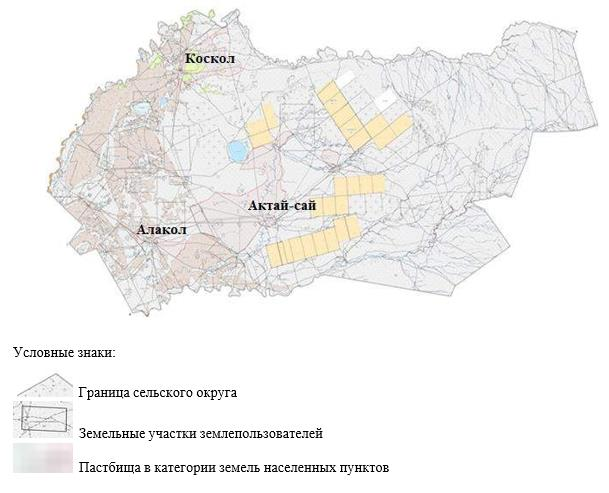 Коскол
Актай-сай
Алакол
Условные знаки:
Граница сельского округа
Земельные участки землепользователей
Пастбища в категории земель населенных пунктов